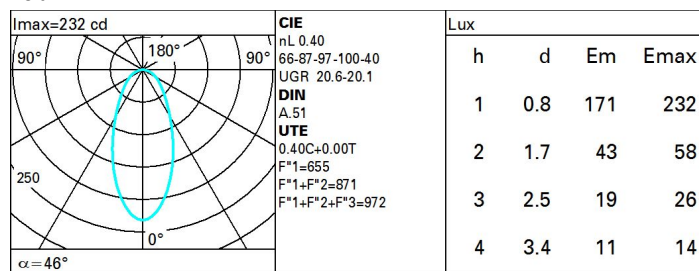 Imax=232 cd
90°
180°
90°
250
0°
α=46°
CIE
nL 0.40
66-87-97-100-40
UGR 20.6-20.1
DIN
A.51
UTE
0.40C+0.00T
F"1=655
F"1+F"2=871
F"1+F"2+F"3=972
Lux
h d Em Emax
1 0.8 171 232
2 1.7 43 58
3 2.5 19 26
4 3.4 11 14